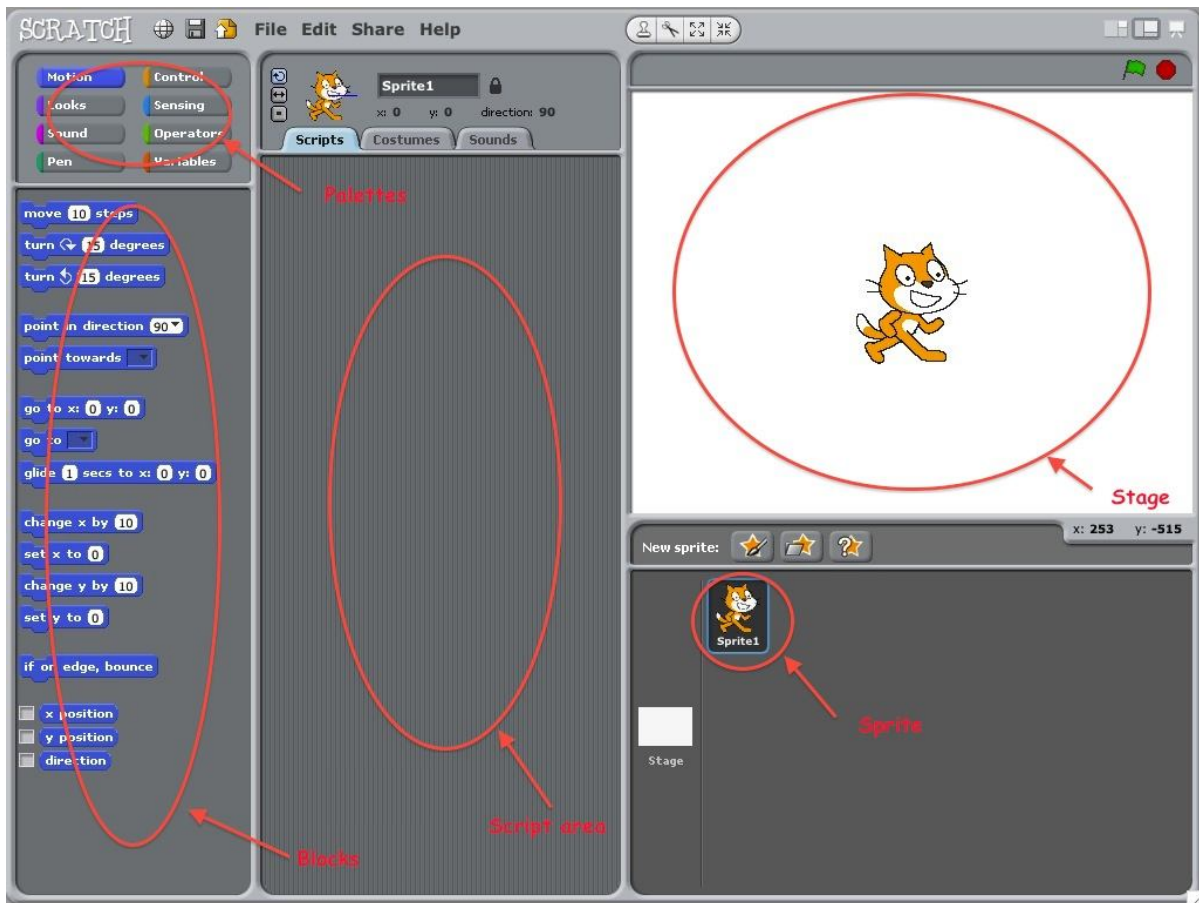 SCRATCH File Edit Share Help
Motion Control
Looks Sensing
Sound Operators
Pen Variables
Sprite1
x: 0 y: 0 direction: 90
Scripts Costumes Sounds
Palettes
move 10 steps
turn 15 degrees
turn 15 degrees
point in direction 90
point towards
go to x: 0 y: 0
go to
glide 1 secs to x: 0 y: 0
change x by 10
set x to 0
change y by 10
set y to 0
if on edge, bounce
x position
y position
direction
Blocks
Script area
Stage
x: 253 y: -515
New sprite:
Sprite1
Sprite
Stage